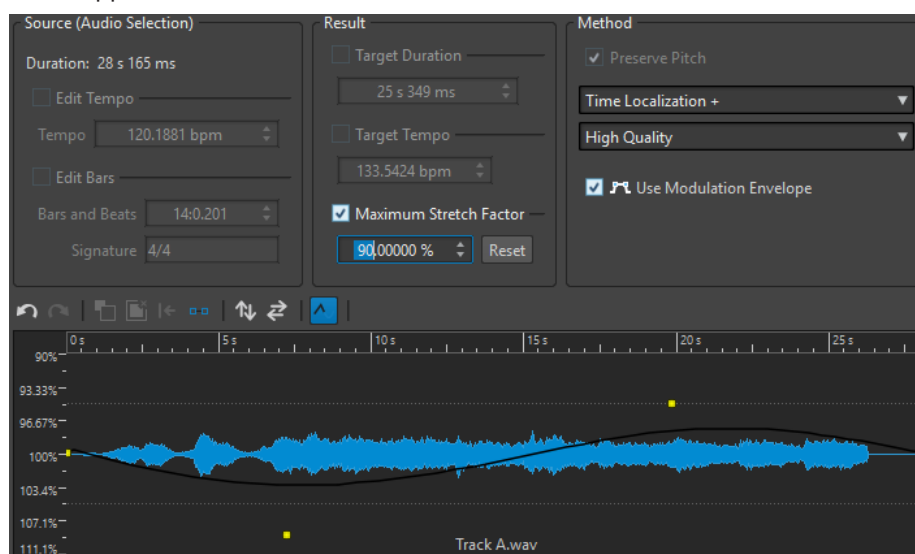 Source (Audio Selection)
Duration: 28 s 165 ms
Edit Tempo
Tempo 120.1881 bpm
Edit Bars
Bars and Beats 14:0.201
Signature 4/4
Result
Target Duration
25 s 349 ms
Target Tempo
133.5424 bpm
Maximum Stretch Factor
90.00000 % Reset
Method
Preserve Pitch
Time Localization +
High Quality
Use Modulation Envelope
0 s 5 s 10 s 15 s 20 s 25 s
90%
93.33%
96.67%
100%
103.4%
107.1%
111.1%
Track A.wav